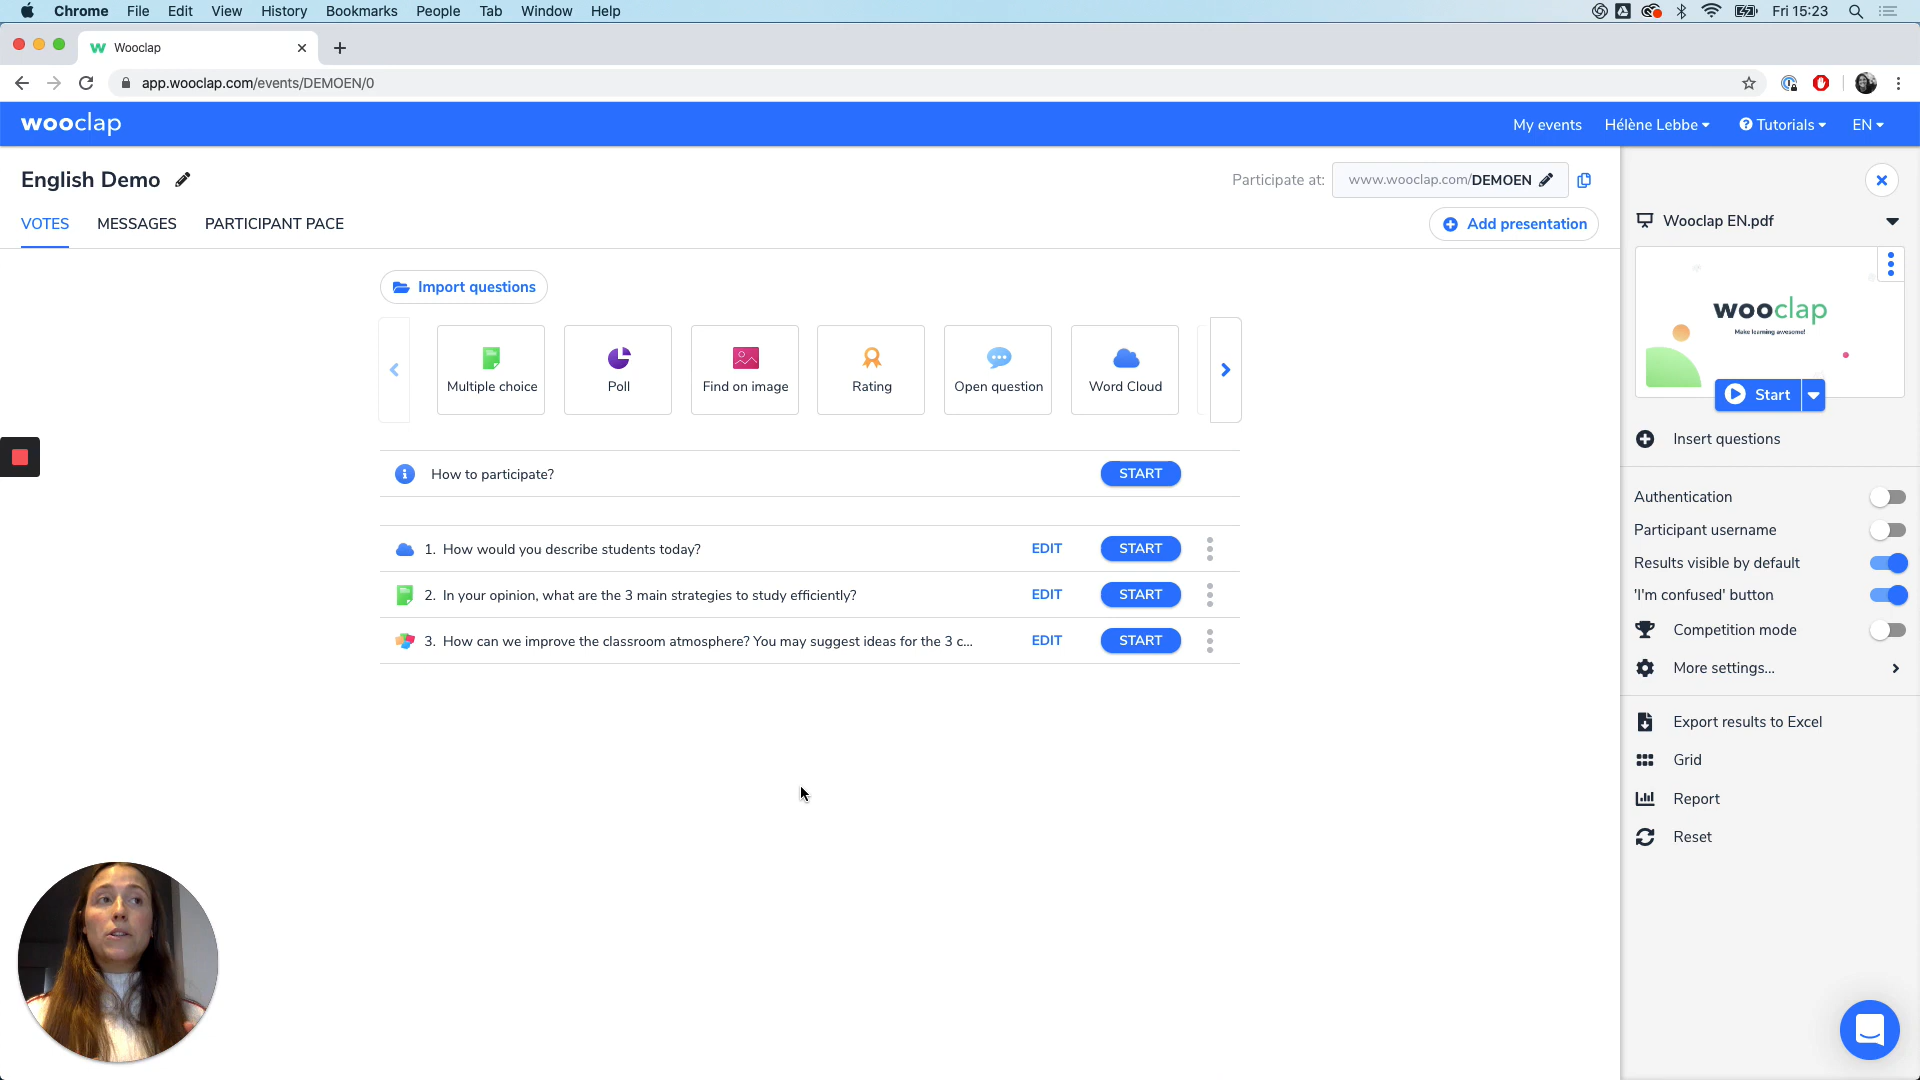 Chrome File Edit View History Bookmarks People Tab Window Help Fri 15:23
Wooclap
app.wooclap.com/events/DEMOEN/0
wooclap My events Hélène Lebbe Tutorials EN
English Demo Participate at: www.wooclap.com/DEMOEN
VOTES MESSAGES PARTICIPANT PACE Add presentation
Import questions
Multiple choice Poll Find on image Rating Open question Word Cloud
How to participate? START
1. How would you describe students today? EDIT START
2. In your opinion, what are the 3 main strategies to study efficiently? EDIT START
3. How can we improve the classroom atmosphere? You may suggest ideas for the 3 c... EDIT START
Wooclap EN.pdf
wooclap
Make learning awesome!
Start
Insert questions
Authentication
Participant username
Results visible by default
'I'm confused' button
Competition mode
More settings...
Export results to Excel
Grid
Report
Reset